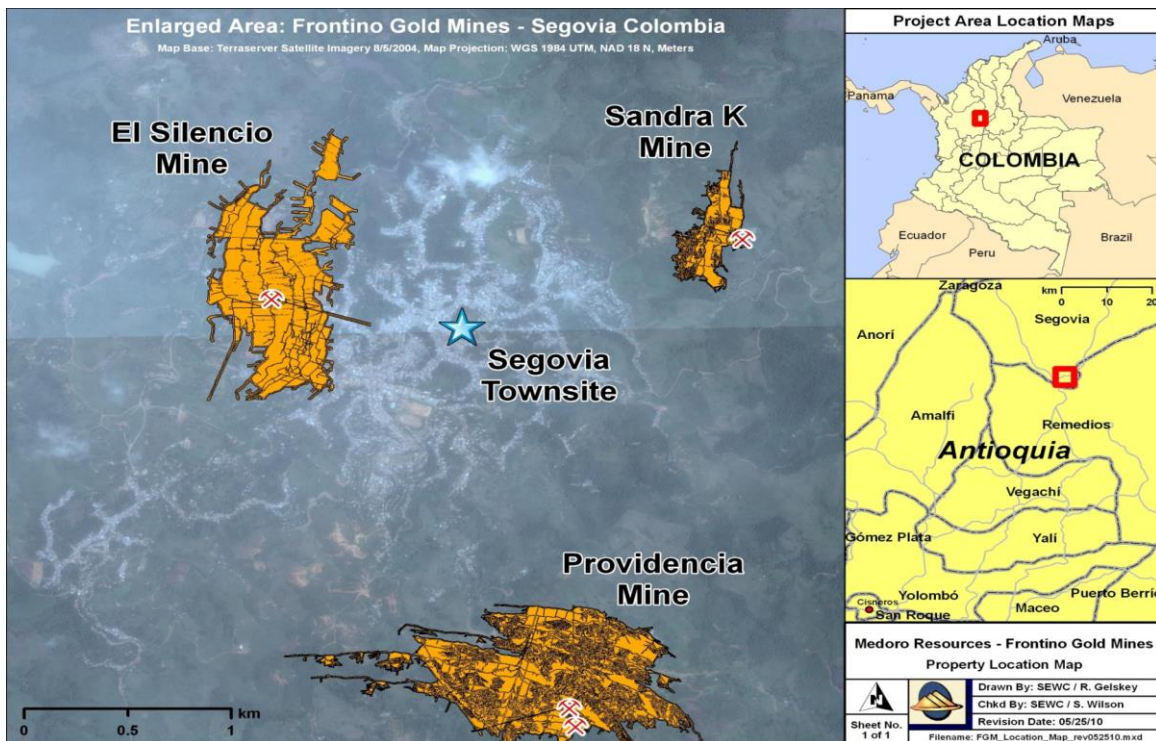 Enlarged Area: Frontino Gold Mines - Segovia Colombia
Map Base: Terraserver Satellite Imagery 8/5/2004, Map Projection: WGS 1984 UTM, NAD 18 N, Meters
El Silencio
Mine
Sandra K
Mine
Segovia
Townsite
Providencia
Mine
km
0
0.5
1
Project Area Location Maps
Aruba
Panama
Venezuela
COLOMBIA
Ecuador
Peru
Brazil
Zaragoza
km
0 10 20
Segovia
Anorí
Amalfi
Remedios
Antioquia
Vegachí
Gómez Plata
Yalí
Yolombó
Puerto Berrío
Cisneros
San Roque
Maceo
Medoro Resources - Frontino Gold Mines
Property Location Map
N
Sheet No.
1 of 1
Drawn By: SEWC / R. Gelskey
Chkd By: SEWC / S. Wilson
Revision Date: 05/25/10
Filename: FGM_Location_Map_rev052510.mxd